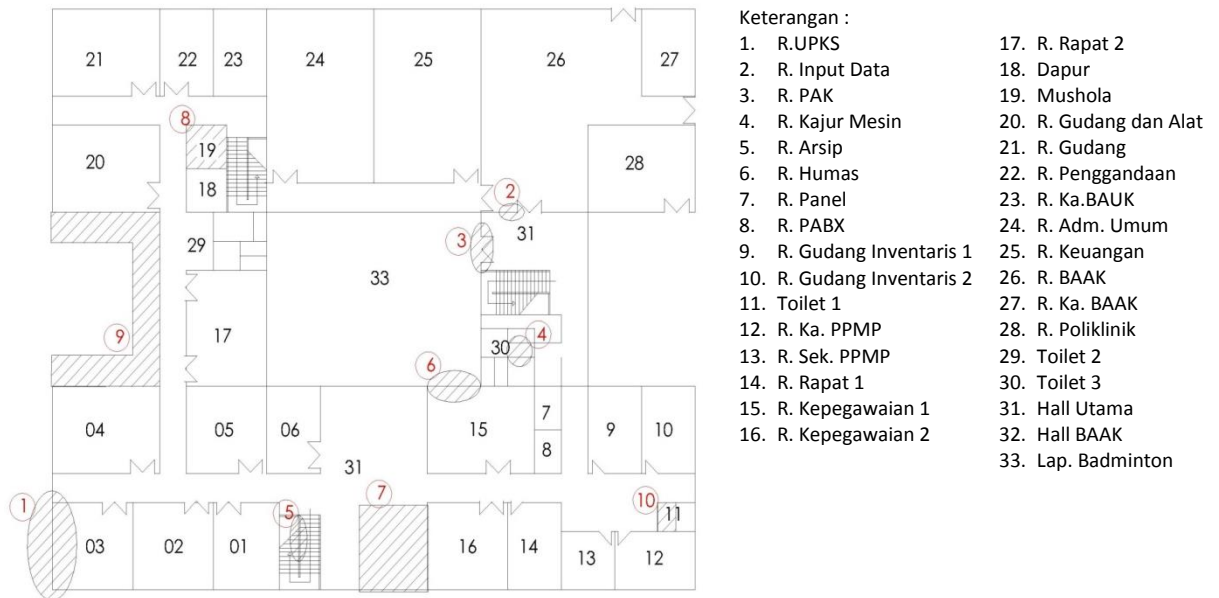 21
22
23
24
25
26
27
8
19
20
18
28
2
31
3
29
33
9
17
4
30
6
04
05
06
15
7
8
9
10
31
1
5
7
10
11
03
02
01
16
14
13
12
Keterangan :
1. R.UPKS
2. R. Input Data
3. R. PAK
4. R. Kajur Mesin
5. R. Arsip
6. R. Humas
7. R. Panel
8. R. PABX
9. R. Gudang Inventaris 1
10. R. Gudang Inventaris 2
11. Toilet 1
12. R. Ka. PPMP
13. R. Sek. PPMP
14. R. Rapat 1
15. R. Kepegawaian 1
16. R. Kepegawaian 2
17. R. Rapat 2
18. Dapur
19. Mushola
20. R. Gudang dan Alat
21. R. Gudang
22. R. Penggandaan
23. R. Ka.BAUK
24. R. Adm. Umum
25. R. Keuangan
26. R. BAAK
27. R. Ka. BAAK
28. R. Poliklinik
29. Toilet 2
30. Toilet 3
31. Hall Utama
32. Hall BAAK
33. Lap. Badminton